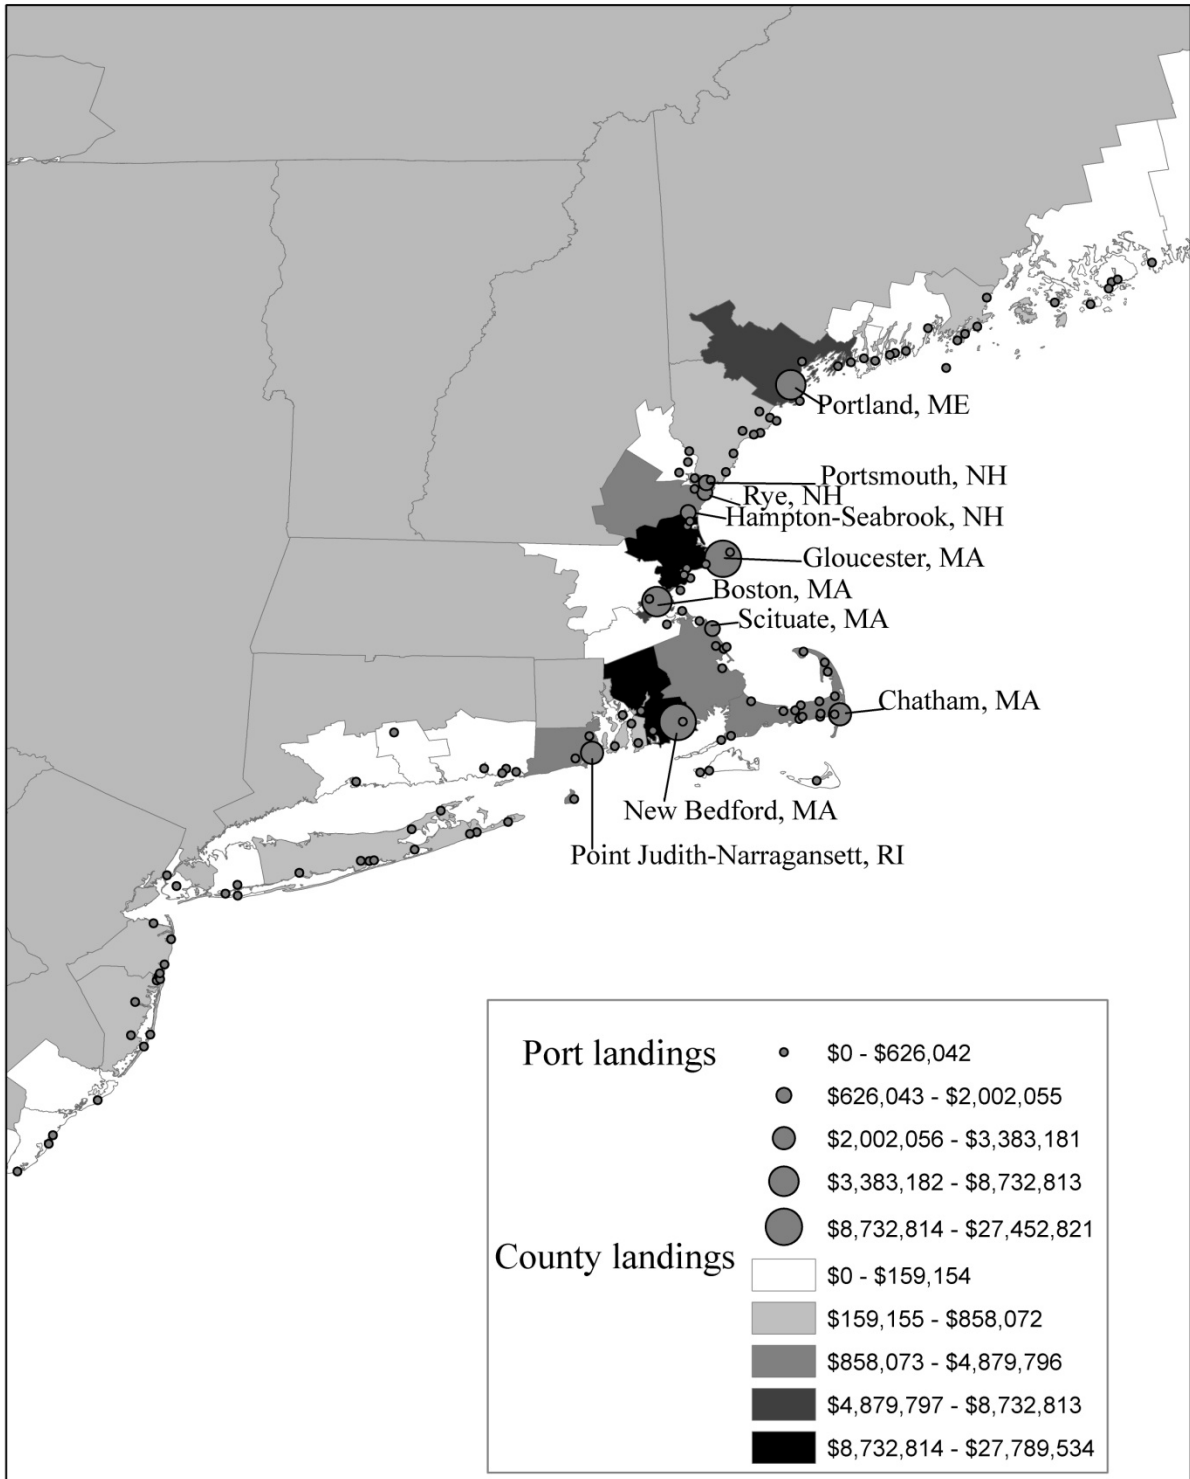 Portland, ME
Portsmouth, NH
Rye, NH
Hampton-Seabrook, NH
Gloucester, MA
Boston, MA
Scituate, MA
Chatham, MA
New Bedford, MA
Point Judith-Narragansett, RI
Port landings
$0 - $626,042
$626,043 - $2,002,055
$2,002,056 - $3,383,181
$3,383,182 - $8,732,813
$8,732,814 - $27,452,821
County landings
$0 - $159,154
$159,155 - $858,072
$858,073 - $4,879,796
$4,879,797 - $8,732,813
$8,732,814 - $27,789,534